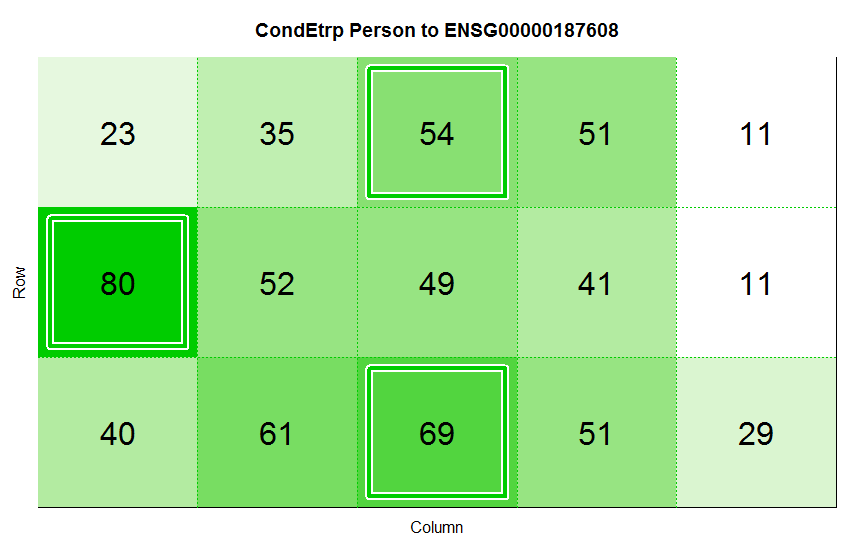 CondEtrp Person to ENSG00000187608
23 35 54 51 11
Row
80 52 49 41 11
40 61 69 51 29
Column